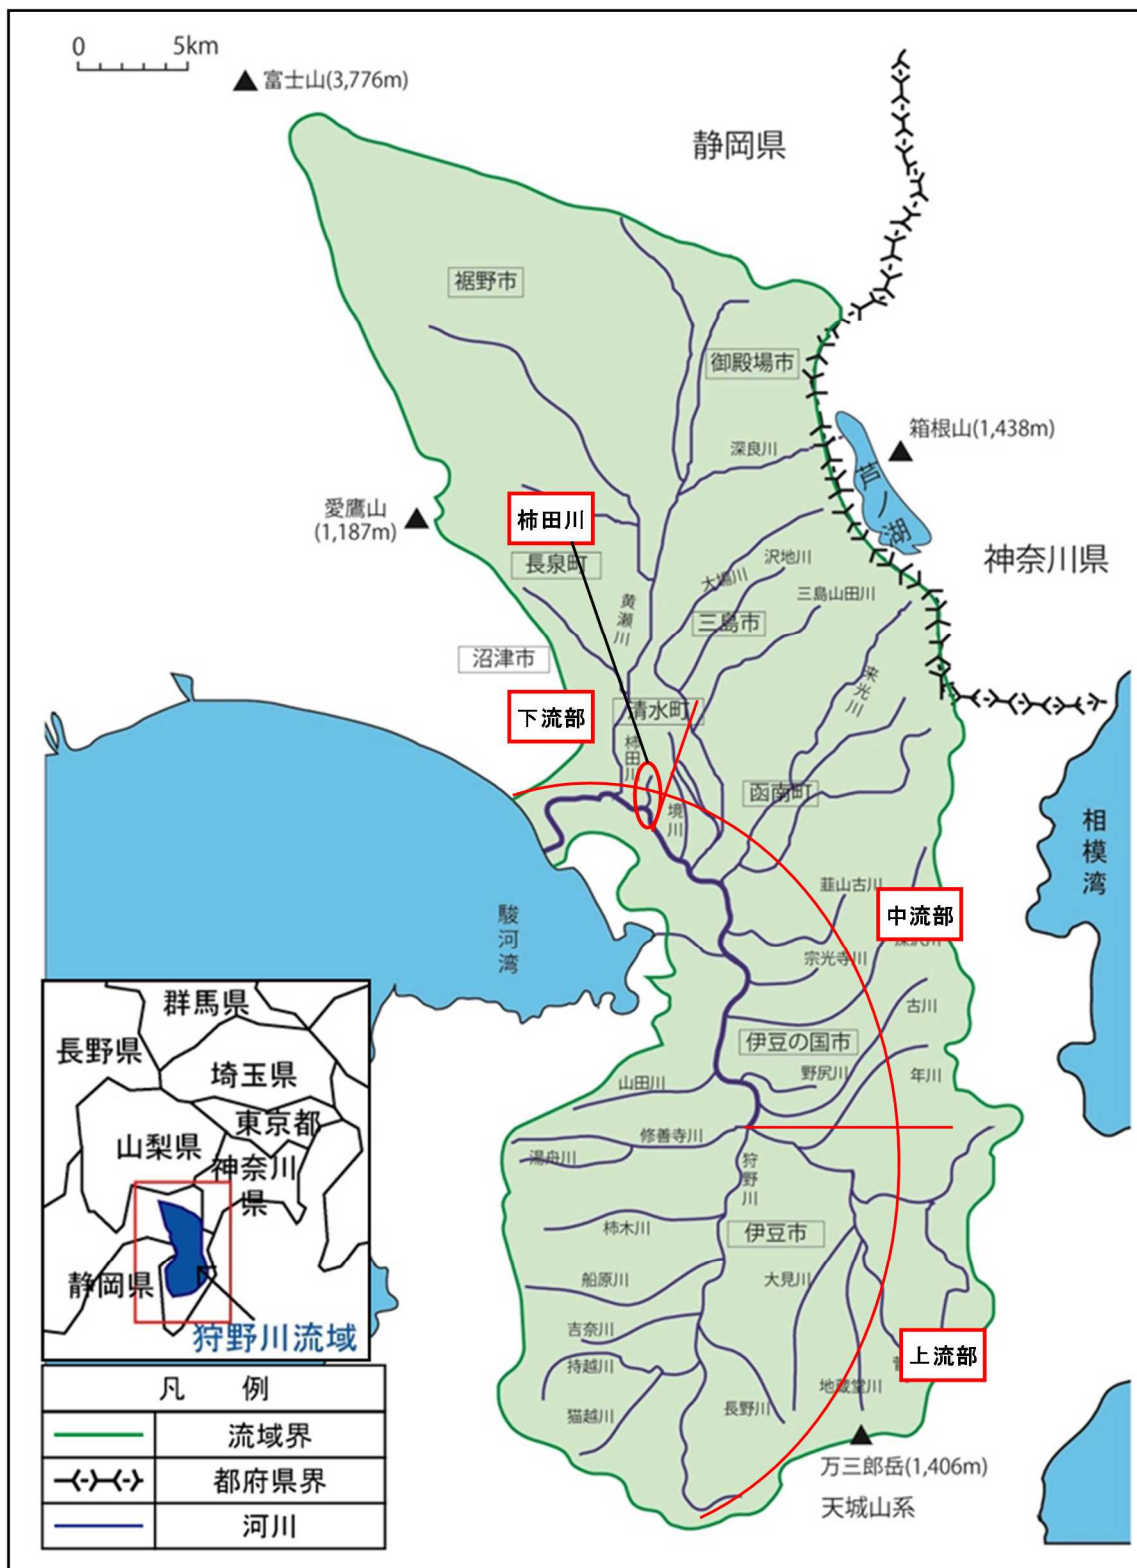 0 5km
富士山(3,776m)
静岡県
裾野市
御殿場市
深良川
箱根山(1,438m)
芦ノ湖
愛鷹山
(1,187m)
柿田川
神奈川県
長泉町
大場川
沢地川
三島山田川
黄瀬川
三島市
来光川
沼津市
下流部
清水町
柿田川
境川
函南町
相模湾
韮山古川
中流部
駿河湾
宗光寺川
古川
伊豆の国市
野尻川
年川
山田川
修善寺川
湯舟川
狩野川
柿木川
伊豆市
船原川
大見川
吉奈川
持越川
上流部
地蔵堂川
長野川
猫越川
万三郎岳(1,406m)
天城山系
群馬県
長野県
埼玉県
東京都
山梨県
神奈川
県
静岡県
狩野川流域
凡 例
流域界
都府県界
河川